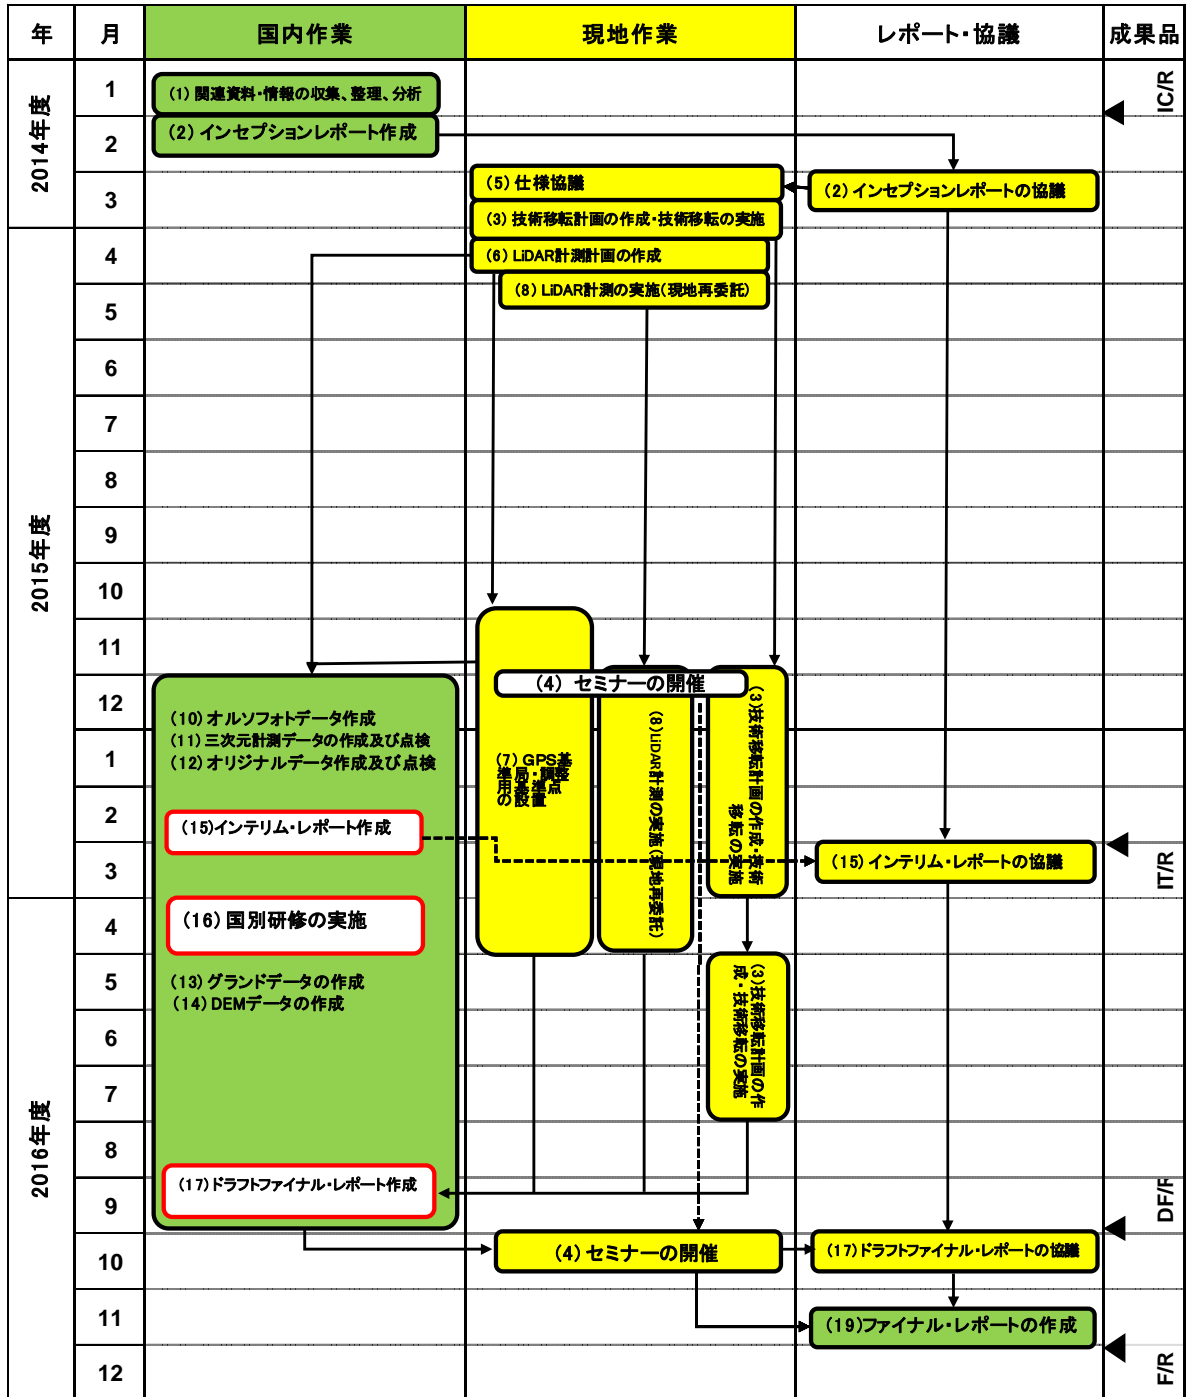 年 月 国内作業 現地作業 レポート・協議 成果品
2014年度
1
(1) 関連資料・情報の収集、整理、分析
IC/R
2
(2) インセプションレポート作成
3
(5) 仕様協議
(2) インセプションレポートの協議
(3) 技術移転計画の作成・技術移転の実施
2015年度
4
(6) LiDAR計測計画の作成
(8) LiDAR計測の実施(現地再委託)
5
6
7
8
9
10
11
12
(4) セミナーの開催
(10) オルソフォトデータ作成
(11) 三次元計測データの作成及び点検
(12) オリジナルデータ作成及び点検
1
(7) GPS基
準局・調整
用基準点
の設置
(8) LiDAR計測の実施(現地再委託)
(3)技術移転計画の作成・技術
移転の実施
2
(15)インテリム・レポート作成
3
(15) インテリム・レポートの協議
IT/R
2016年度
4
(16) 国別研修の実施
5
(13) グランドデータの作成
(14) DEMデータの作成
(3)技術移転計画の作
成・技術移転の実施
6
7
8
9
(17)ドラフトファイナル・レポート作成
DF/R
10
(4) セミナーの開催
(17)ドラフトファイナル・レポートの協議
11
(19)ファイナル・レポートの作成
12
F/R